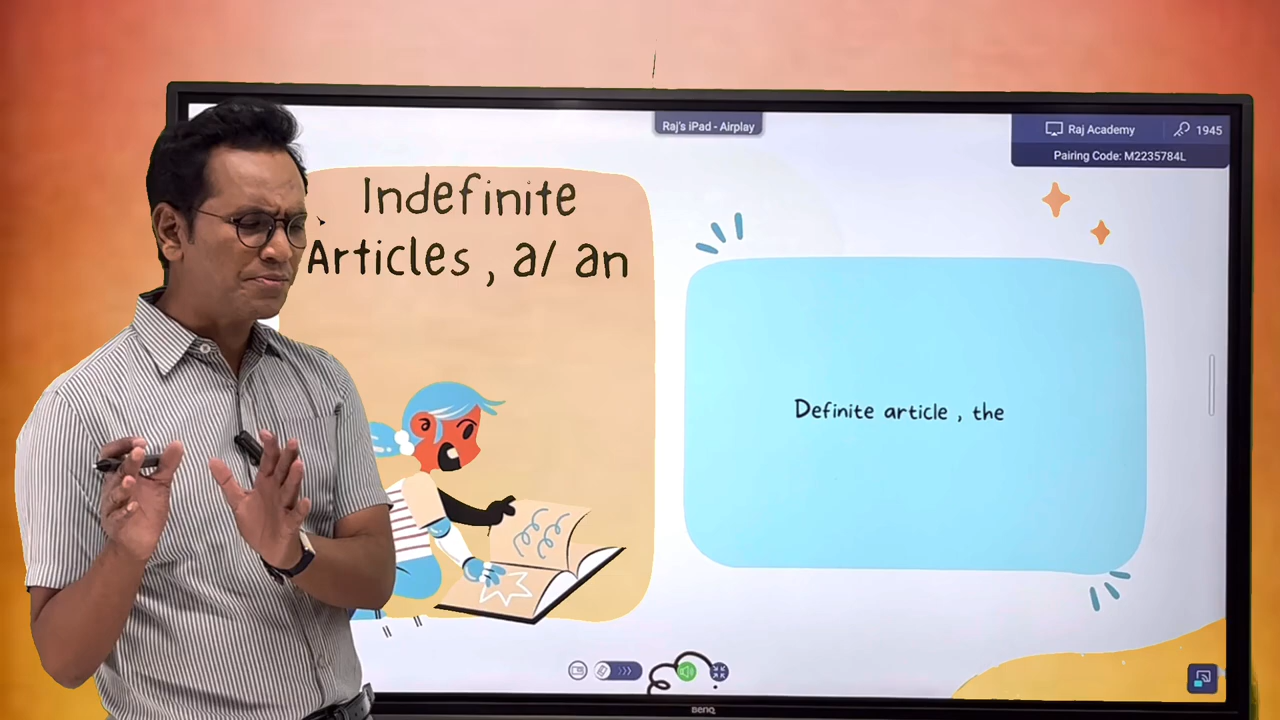 Raj's iPad - Airplay
Raj Academy
1945
Pairing Code: M2235784L
Indefinite
Articles , a/ an
Definite article , the
BenQ